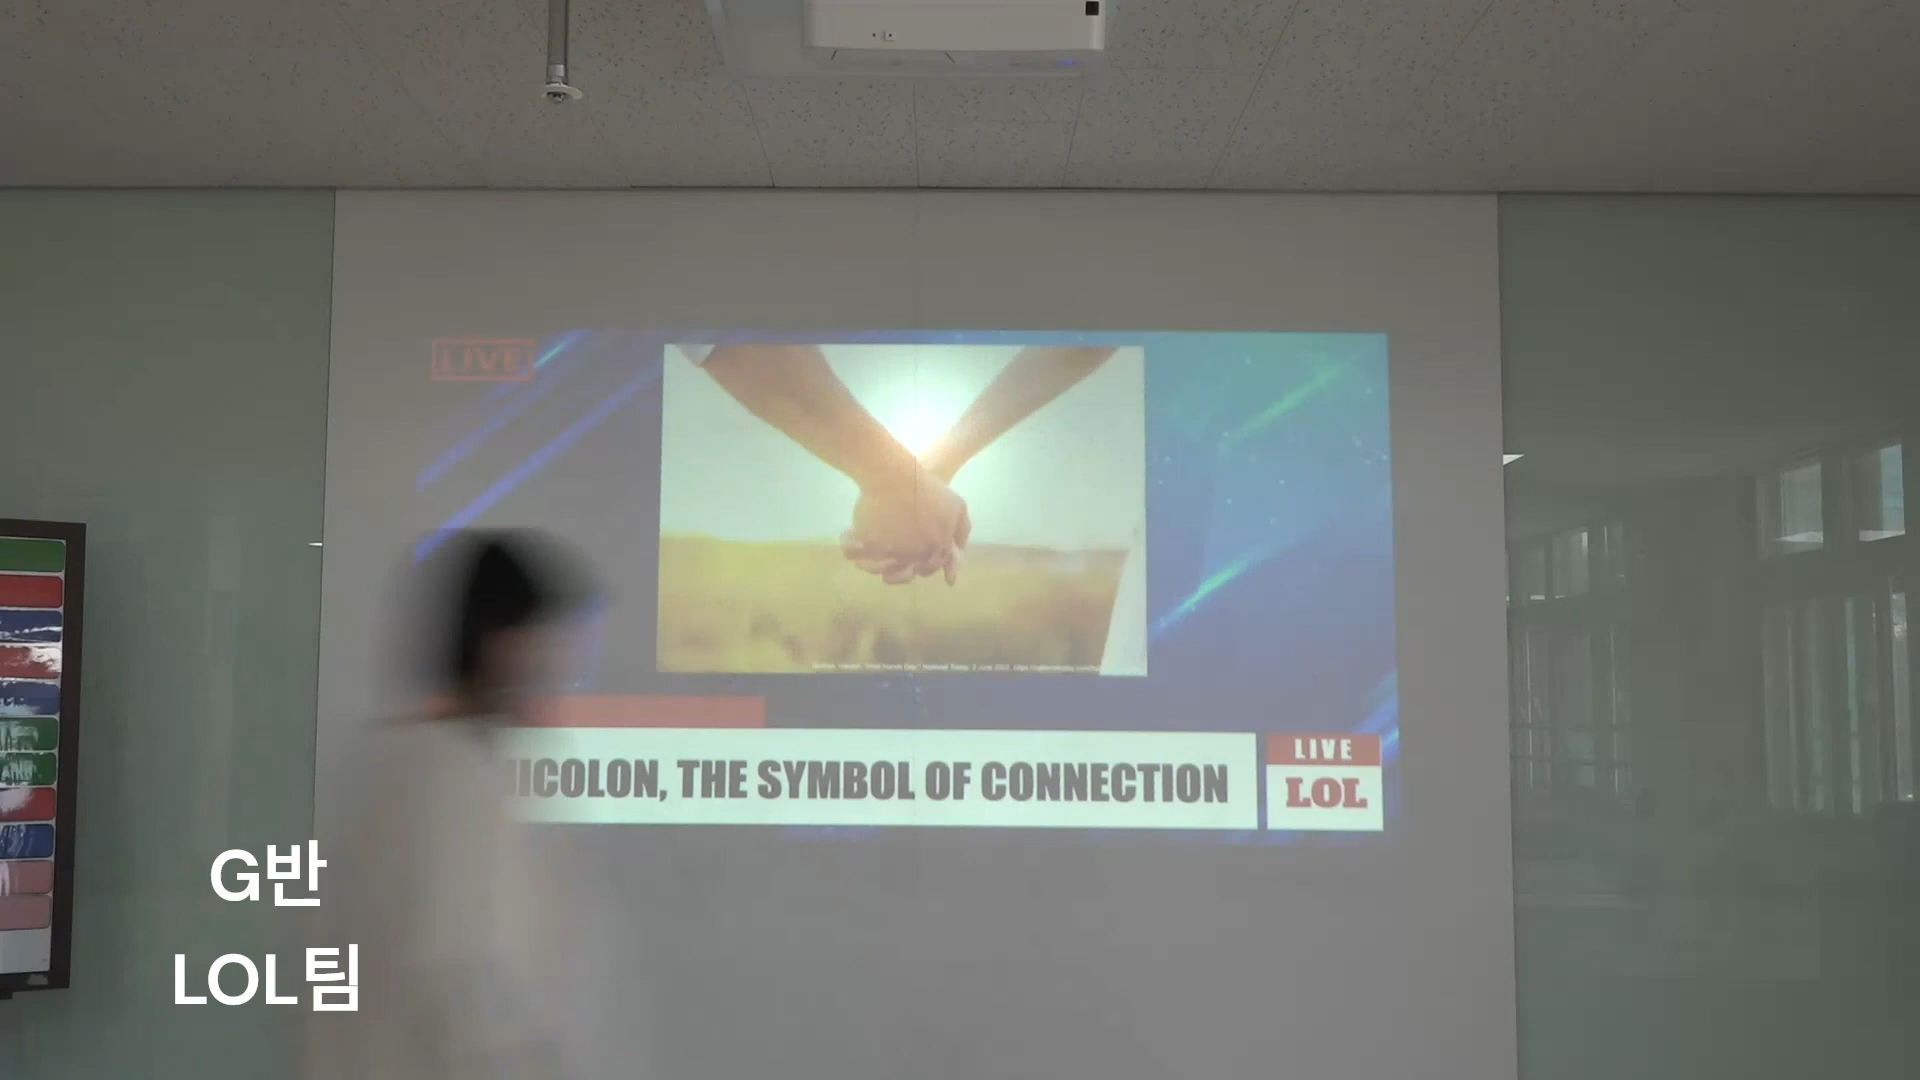 LIVE
ICOLON, THE SYMBOL OF CONNECTION
LIVE
LOL
G반
LOL팀